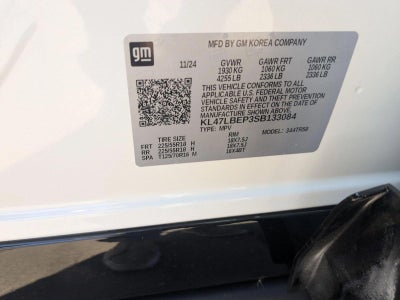 gm
MFD BY GM KOREA COMPANY
11/24 GVWR GAWR FRT GAWR RR
1930 KG 1060 KG 1060 KG
4255 LB 2336 LB 2336 LB
THIS VEHICLE CONFORMS TO ALL
APPLICABLE U.S. FEDERAL MOTOR
VEHICLE SAFETY AND THEFT PREVENTION
STANDARDS IN EFFECT ON THE DATE OF
MANUFACTURE SHOWN ABOVE.
KL47LBEP3SB133084
TYPE: MPV MODEL:
TIRE SIZE RIM
FRT 225/55R18 H 18X7.5J
RR 225/55R18 H 18X7.5J
SPA T125/70R16 M 16X4BT